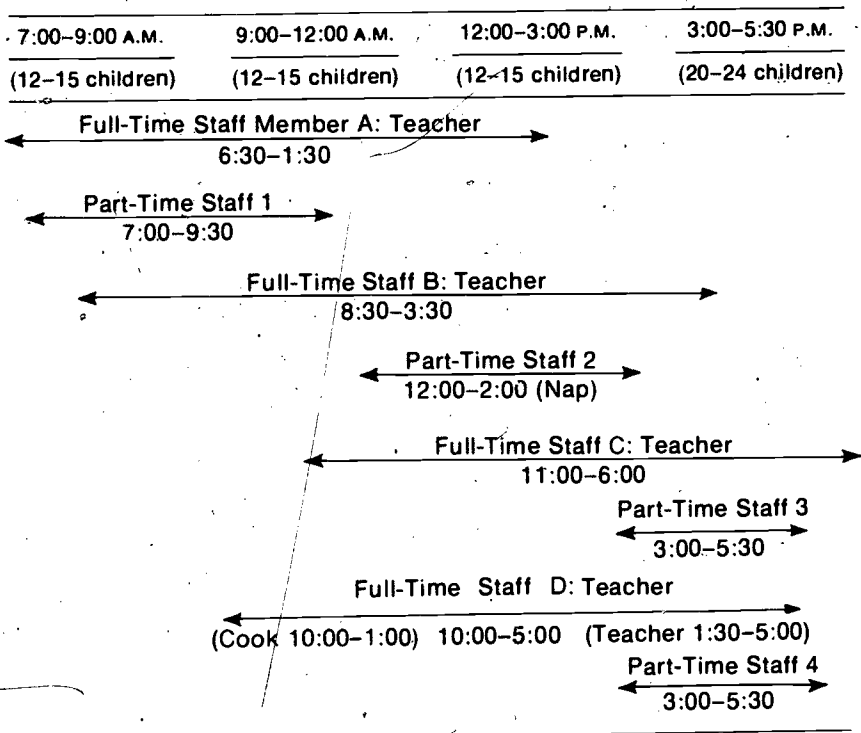 7:00–9:00 A.M. 9:00–12:00 A.M. 12:00–3:00 P.M. 3:00–5:30 P.M.
(12–15 children) (12–15 children) (12–15 children) (20–24 children)
Full-Time Staff Member A: Teacher
6:30–1:30
Part-Time Staff 1
7:00–9:30
Full-Time Staff B: Teacher
8:30–3:30
Part-Time Staff 2
12:00–2:00 (Nap)
Full-Time Staff C: Teacher
11:00–6:00
Part-Time Staff 3
3:00–5:30
Full-Time Staff D: Teacher
(Cook 10:00–1:00) 10:00–5:00 (Teacher 1:30–5:00)
Part-Time Staff 4
3:00–5:30